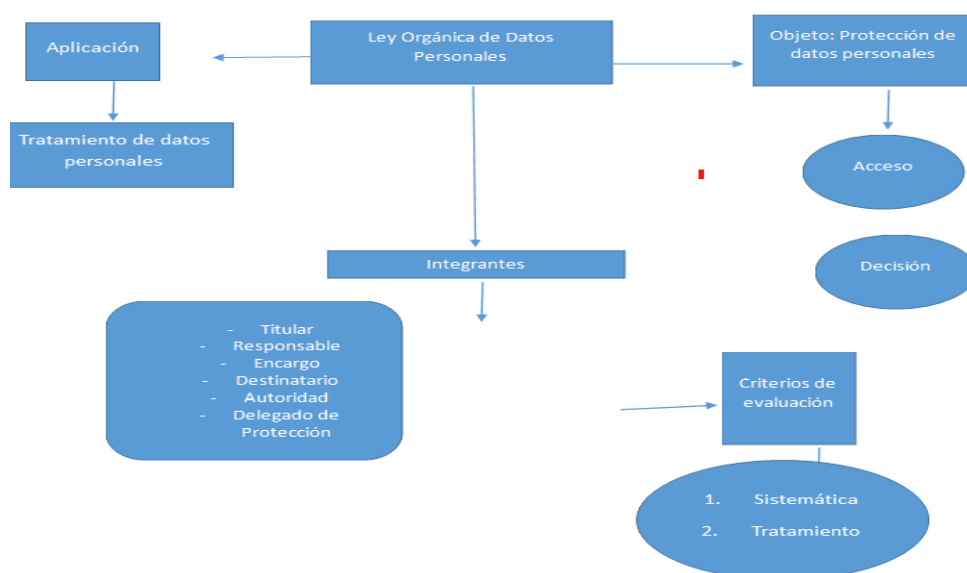 Aplicación
Ley Orgánica de Datos
Personales
Objeto: Protección de
datos personales
Tratamiento de datos
personales
Acceso
Decisión
Integrantes
- Titular
- Responsable
- Encargo
- Destinatario
- Autoridad
- Delegado de
Protección
Criterios de
evaluación
1. Sistemática
2. Tratamiento